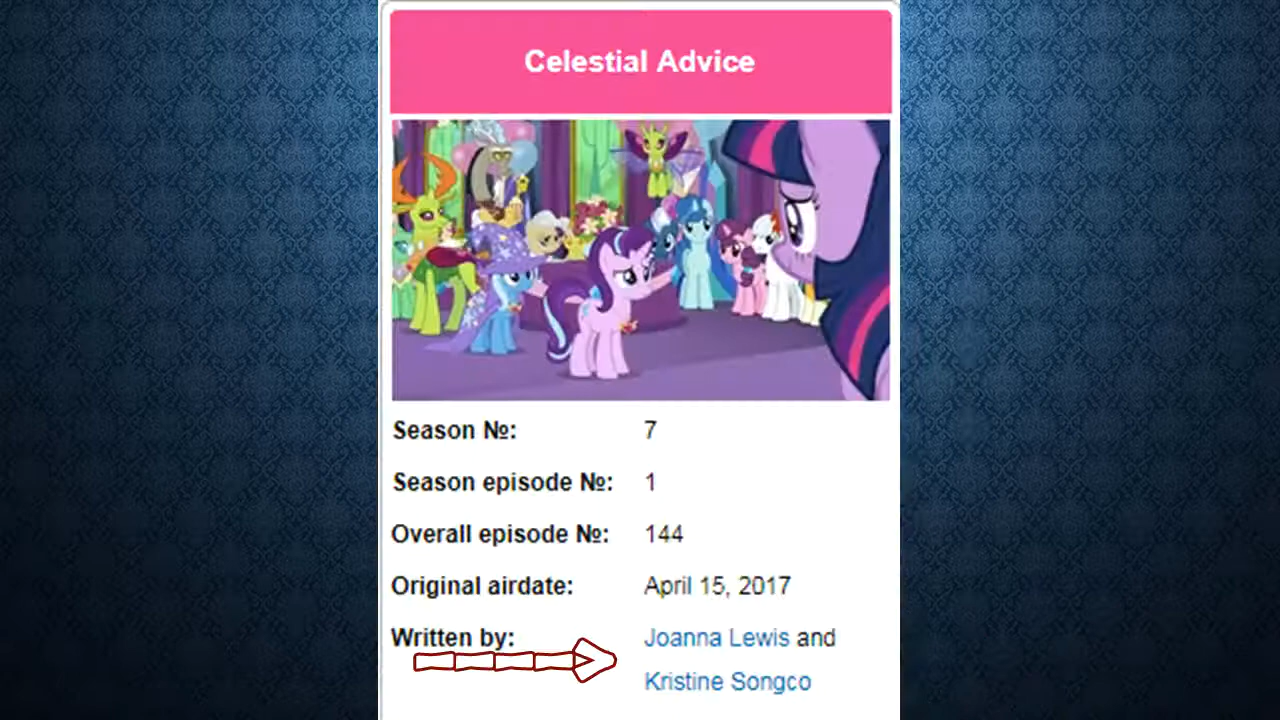 Celestial Advice
Season №: 7
Season episode №: 1
Overall episode №: 144
Original airdate: April 15, 2017
Written by: Joanna Lewis and
Kristine Songco